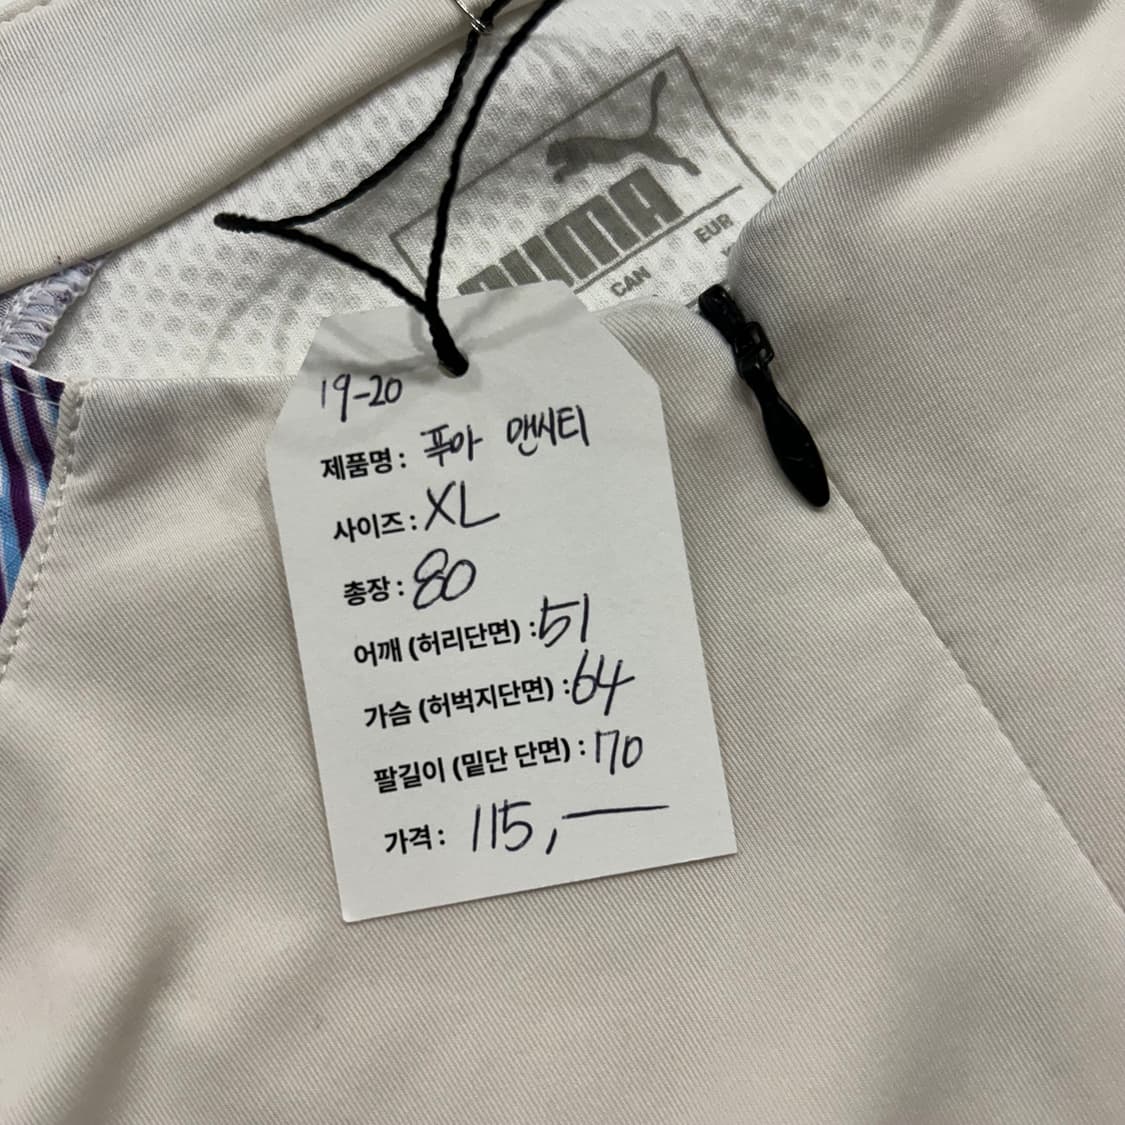 PUMA
EUR
CAN
19-20
제품명 : 푸마 맨시티
사이즈 : XL
총장 : 80
어깨 (허리단면) : 51
가슴 (허벅지단면) : 64
팔길이 (밑단 단면) : 70
가격 : 115,—